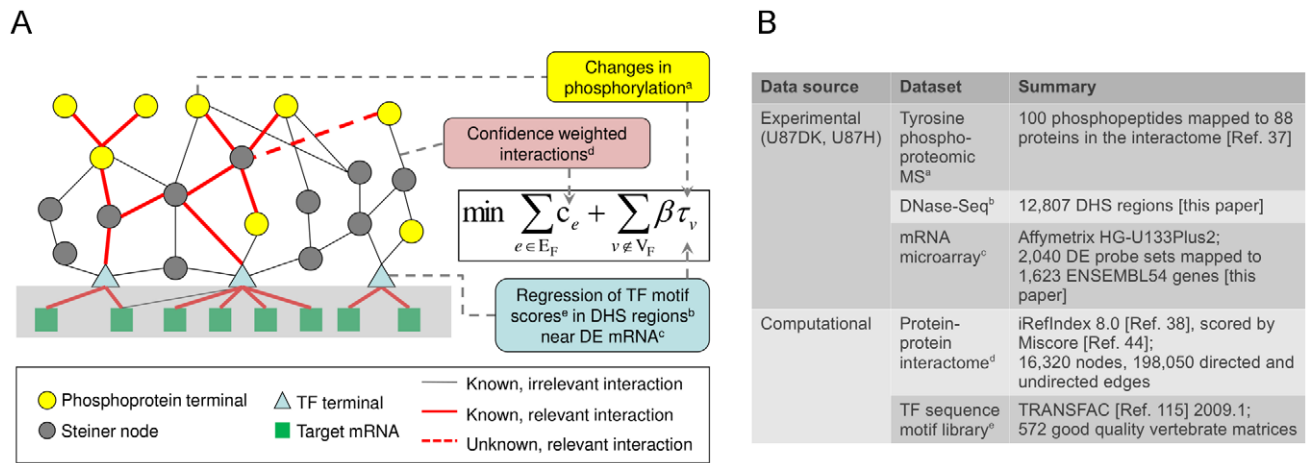 A
Changes in
phosphorylationᵃ
Confidence weighted
interactionsᵈ
min ∑ e ∈ E_F c_e + ∑ v ∉ V_F βτ_v
Regression of TF motif
scoresᵉ in DHS regionsᵇ
near DE mRNAᶜ
Phosphoprotein terminal
Steiner node
TF terminal
Target mRNA
Known, irrelevant interaction
Known, relevant interaction
Unknown, relevant interaction
B
Data source Dataset Summary
Experimental
(U87DK, U87H)
Tyrosine
phospho-
proteomic
MSᵃ
100 phosphopeptides mapped to 88
proteins in the interactome [Ref. 37]
DNase-Seqᵇ
12,807 DHS regions [this paper]
mRNA
microarrayᶜ
Affymetrix HG-U133Plus2;
2,040 DE probe sets mapped to
1,623 ENSEMBL54 genes [this
paper]
Computational
Protein-
protein
interactomeᵈ
iRefIndex 8.0 [Ref. 38], scored by
Miscore [Ref. 44];
16,320 nodes, 198,050 directed and
undirected edges
TF sequence
motif libraryᵉ
TRANSFAC [Ref. 115] 2009.1;
572 good quality vertebrate matrices